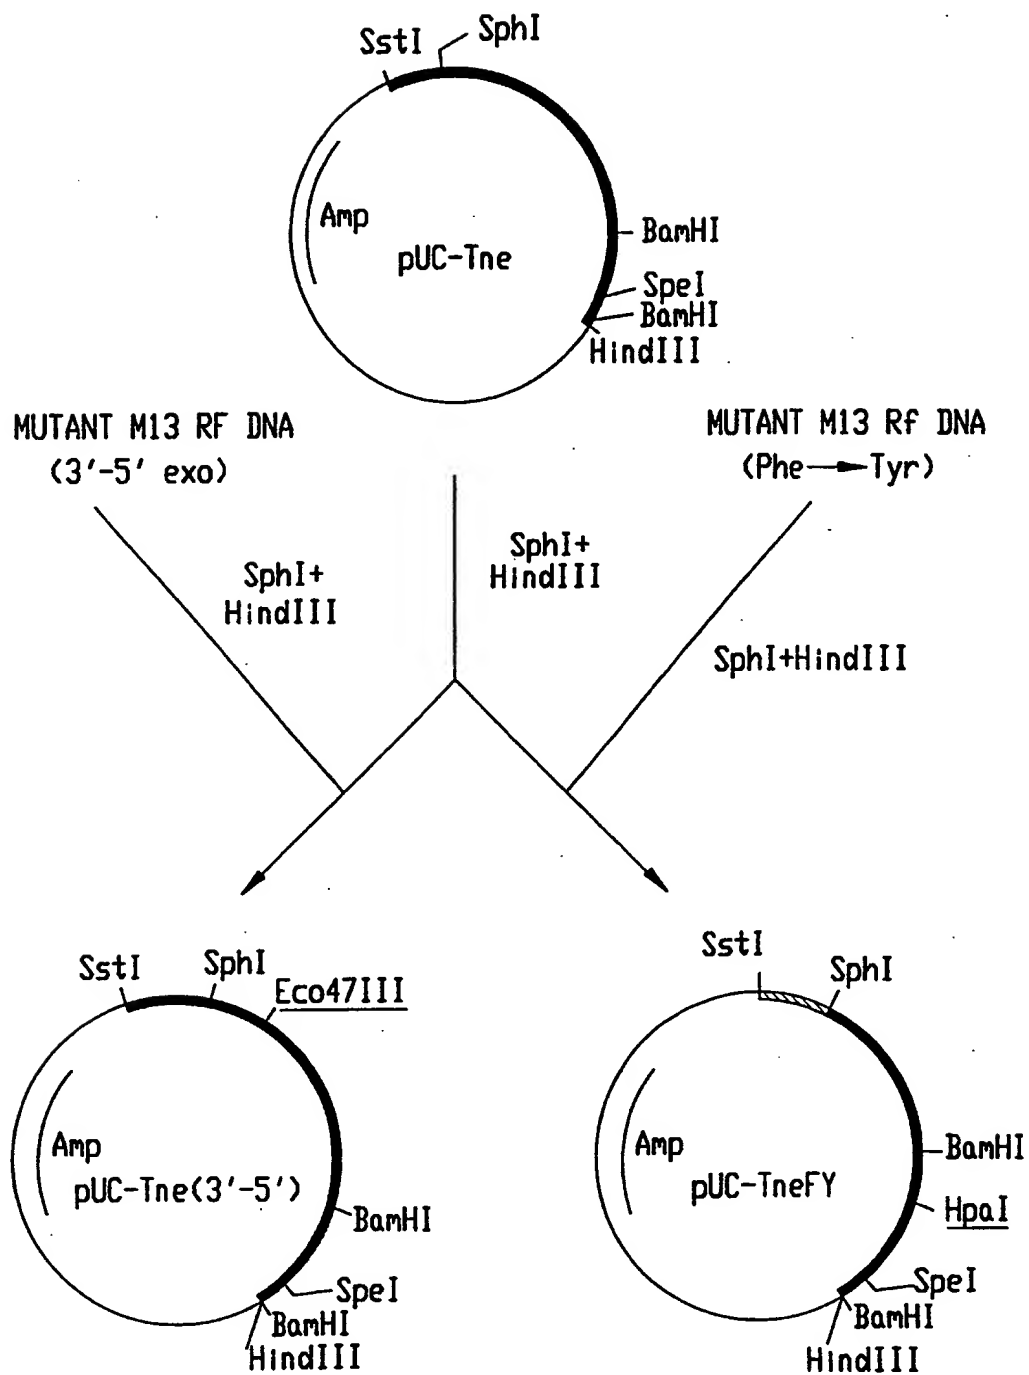 SstI
SphI
Amp
pUC-Tne
BamHI
SpeI
BamHI
HindIII
MUTANT M13 RF DNA
(3'-5' exo)
MUTANT M13 Rf DNA
(Phe→Tyr)
SphI+
HindIII
SphI+
HindIII
SphI+HindIII
SstI
SphI
Eco47III
Amp
pUC-Tne(3'-5')
BamHI
SpeI
BamHI
HindIII
SstI
SphI
Amp
pUC-TneFY
BamHI
HpaI
SpeI
BamHI
HindIII